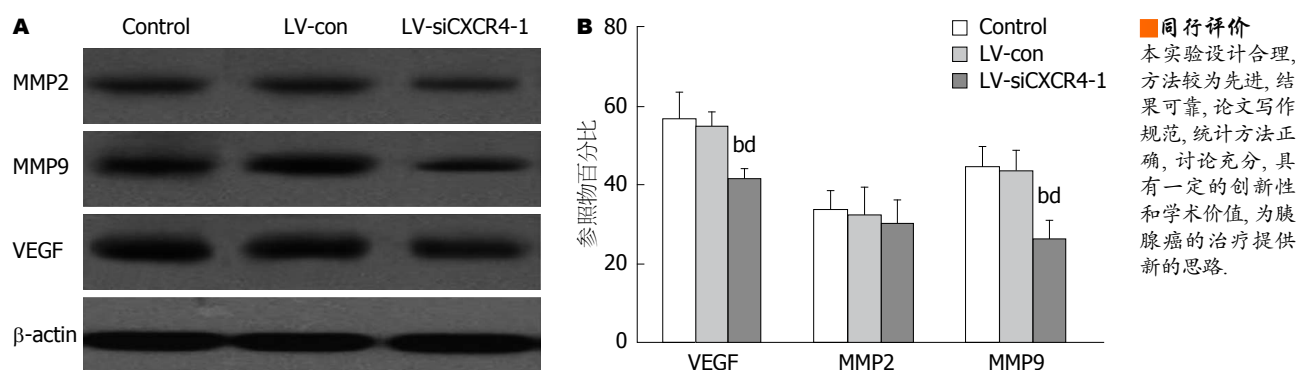 A
Control LV-con LV-siCXCR4-1
MMP2
MMP9
VEGF
β-actin
B
Control
LV-con
LV-siCXCR4-1
参照物百分比
80
60
40
20
0
bd
bd
VEGF MMP2 MMP9
■同行评价
本实验设计合理,
方法较为先进, 结
果可靠, 论文写作
规范, 统计方法正
确, 讨论充分, 具
有一定的创新性
和学术价值, 为胰
腺癌的治疗提供
新的思路.